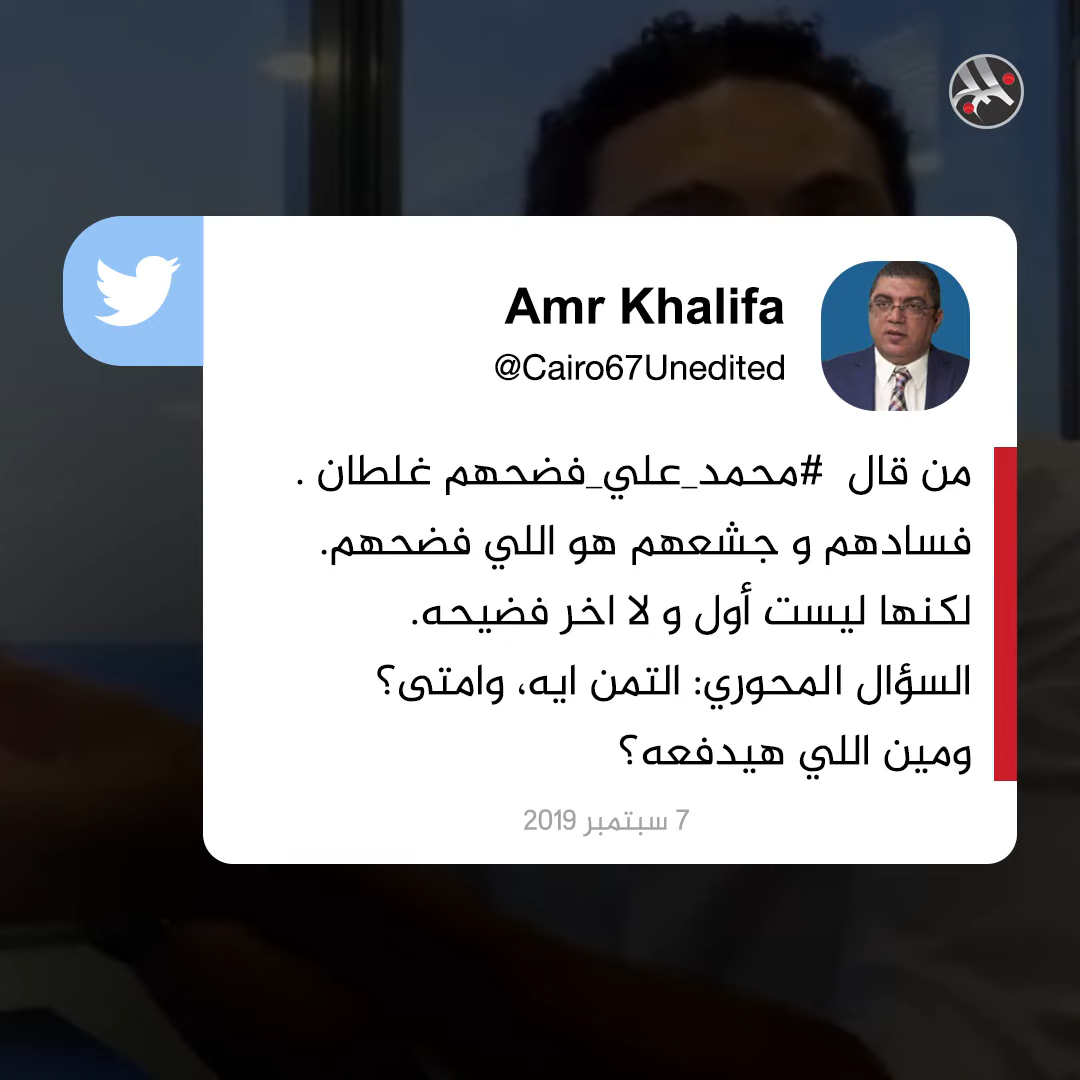 Amr Khalifa
@Cairo67Unedited
من قال #محمد_علي_فضحهم غلطان .
فسادهم و جشعهم هو اللي فضحهم.
لكنها ليست أول و لا اخر فضيحه.
السؤال المحوري: التمن ايه، وامتى؟
ومين اللي هيدفعه؟
7 سبتمبر 2019